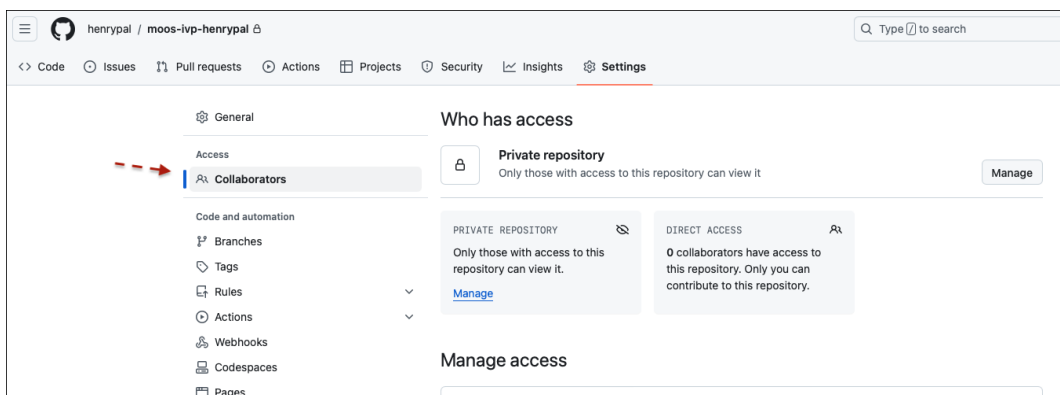 henrypal / moos-ivp-henrypal
Type / to search
<> Code Issues Pull requests Actions Projects Security Insights Settings
General
Access
Collaborators
Code and automation
Branches
Tags
Rules
Actions
Webhooks
Codespaces
Pages
Who has access
Private repository
Only those with access to this repository can view it
Manage
PRIVATE REPOSITORY
Only those with access to this
repository can view it.
Manage
DIRECT ACCESS
0 collaborators have access to
this repository. Only you can
contribute to this repository.
Manage access